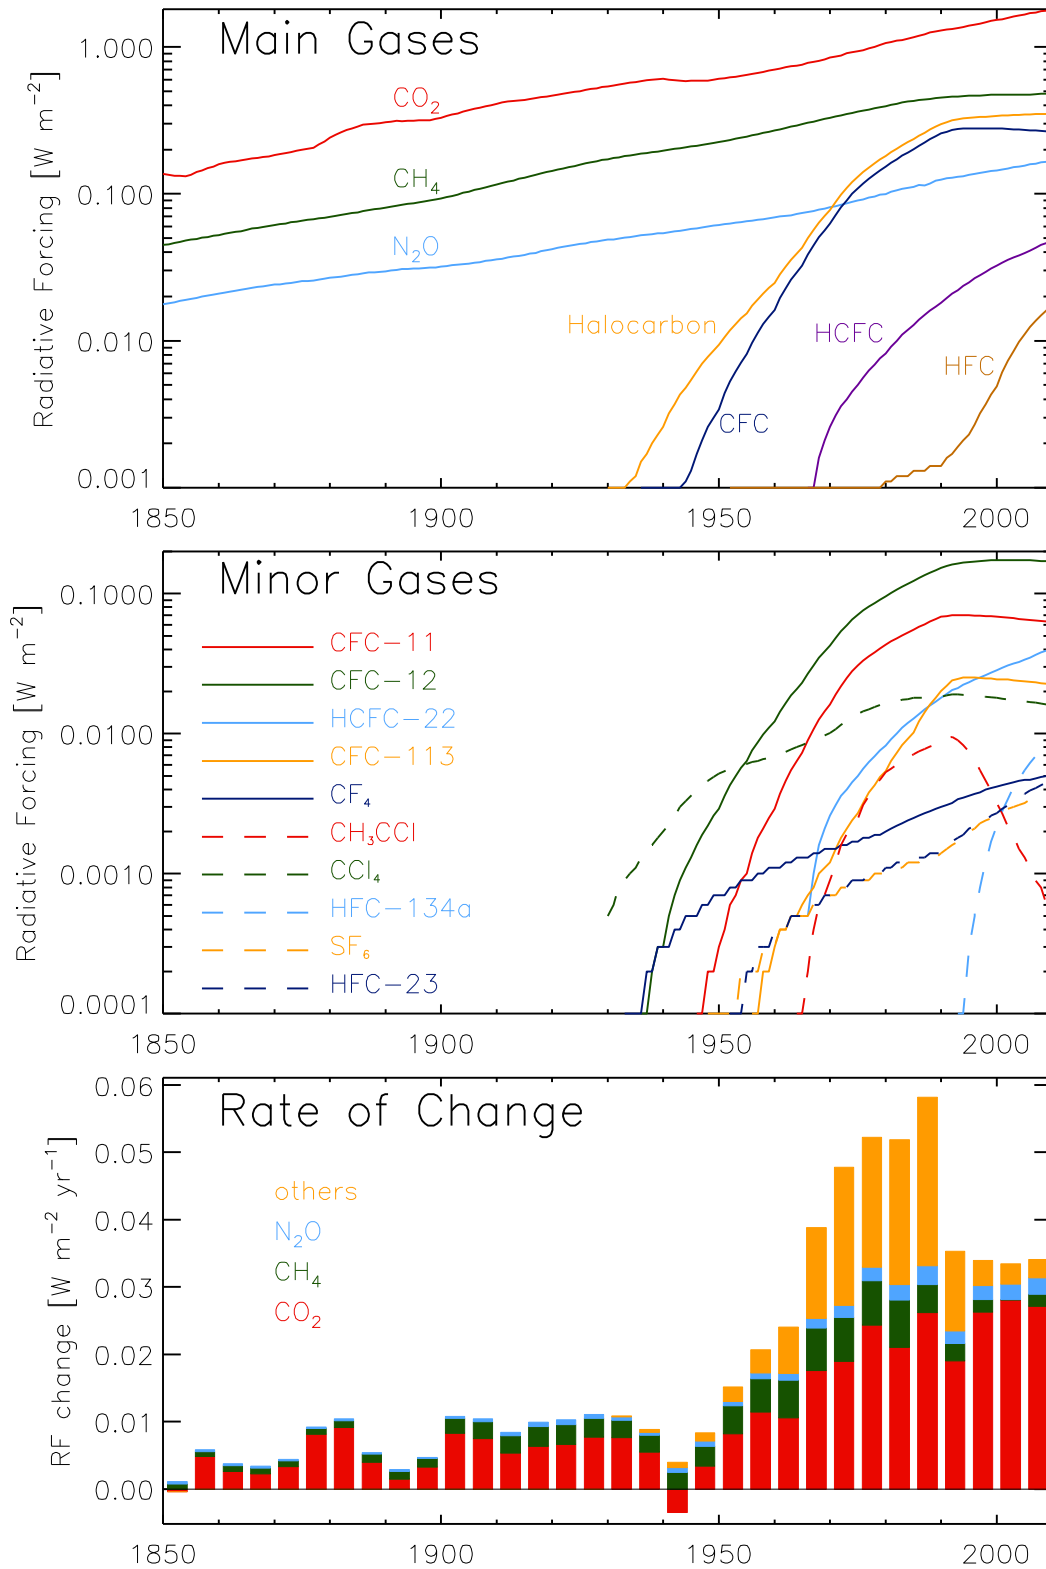 Main Gases
Radiative Forcing [W m⁻²]
1.000
0.100
0.010
0.001
CO₂
CH₄
N₂O
Halocarbon
CFC
HCFC
HFC
1850 1900 1950 2000
Minor Gases
Radiative Forcing [W m⁻²]
0.1000
0.0100
0.0010
0.0001
CFC-11
CFC-12
HCFC-22
CFC-113
CF₄
CH₃CCl
CCl₄
HFC-134a
SF₆
HFC-23
1850 1900 1950 2000
Rate of Change
RF change [W m⁻² yr⁻¹]
0.06
0.05
0.04
0.03
0.02
0.01
0.00
others
N₂O
CH₄
CO₂
1850 1900 1950 2000